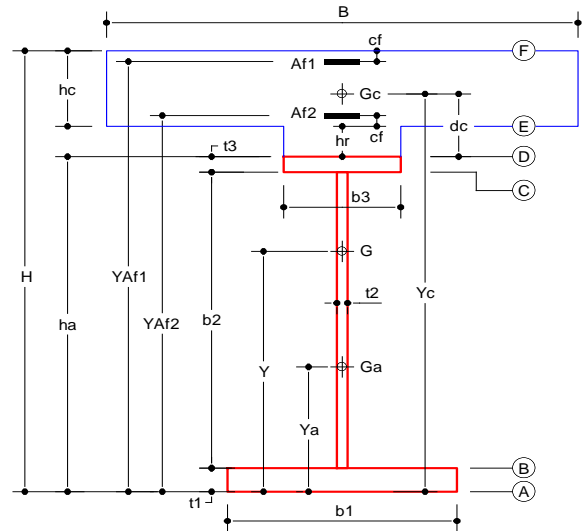 B
F
cf
Af1
hc
Gc
Af2
dc
E
hr
cf
t3
D
C
b3
G
H
YAf1
b2
t2
Yc
ha
YAf2
Y
Ga
Ya
B
t1
A
b1